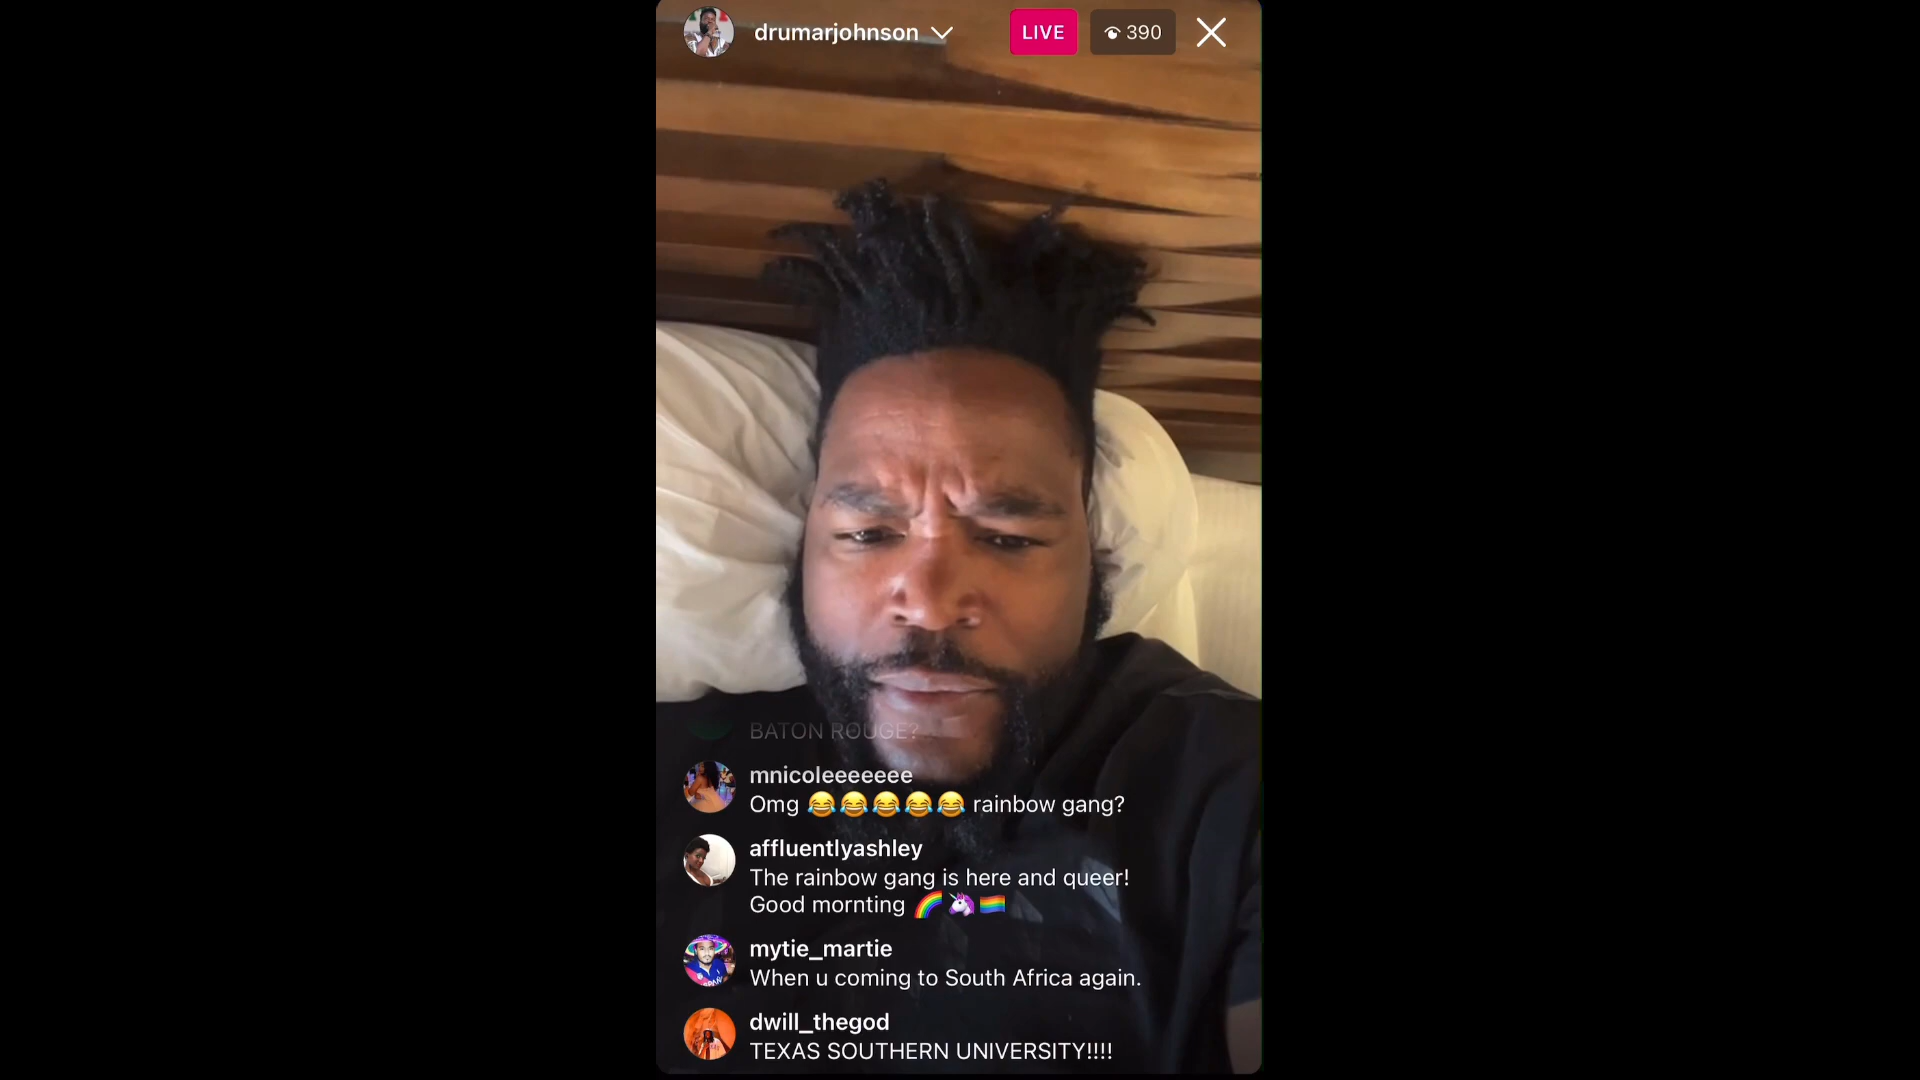 drumarjohnson
LIVE
390
BATON ROUGE?
mnicoleeeeeee
Omg 😂😂😂😂😂 rainbow gang?
affluentlyashley
The rainbow gang is here and queer!
Good mornting 🌈🦄🏳️‍🌈
mytie_martie
When u coming to South Africa again.
dwill_thegod
TEXAS SOUTHERN UNIVERSITY!!!!